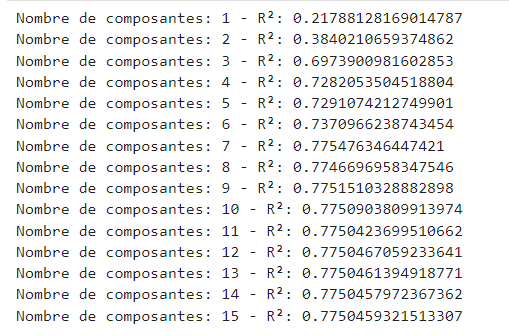 Nombre de composantes: 1 - R²: 0.21788128169014787
Nombre de composantes: 2 - R²: 0.3840210659374862
Nombre de composantes: 3 - R²: 0.6973900981602853
Nombre de composantes: 4 - R²: 0.7282053504518804
Nombre de composantes: 5 - R²: 0.7291074212749901
Nombre de composantes: 6 - R²: 0.7370966238743454
Nombre de composantes: 7 - R²: 0.775476346447421
Nombre de composantes: 8 - R²: 0.7746696958347546
Nombre de composantes: 9 - R²: 0.7751510328882898
Nombre de composantes: 10 - R²: 0.7750903809913974
Nombre de composantes: 11 - R²: 0.7750423699510662
Nombre de composantes: 12 - R²: 0.7750467059233641
Nombre de composantes: 13 - R²: 0.7750461394918771
Nombre de composantes: 14 - R²: 0.7750457972367362
Nombre de composantes: 15 - R²: 0.7750459321513307